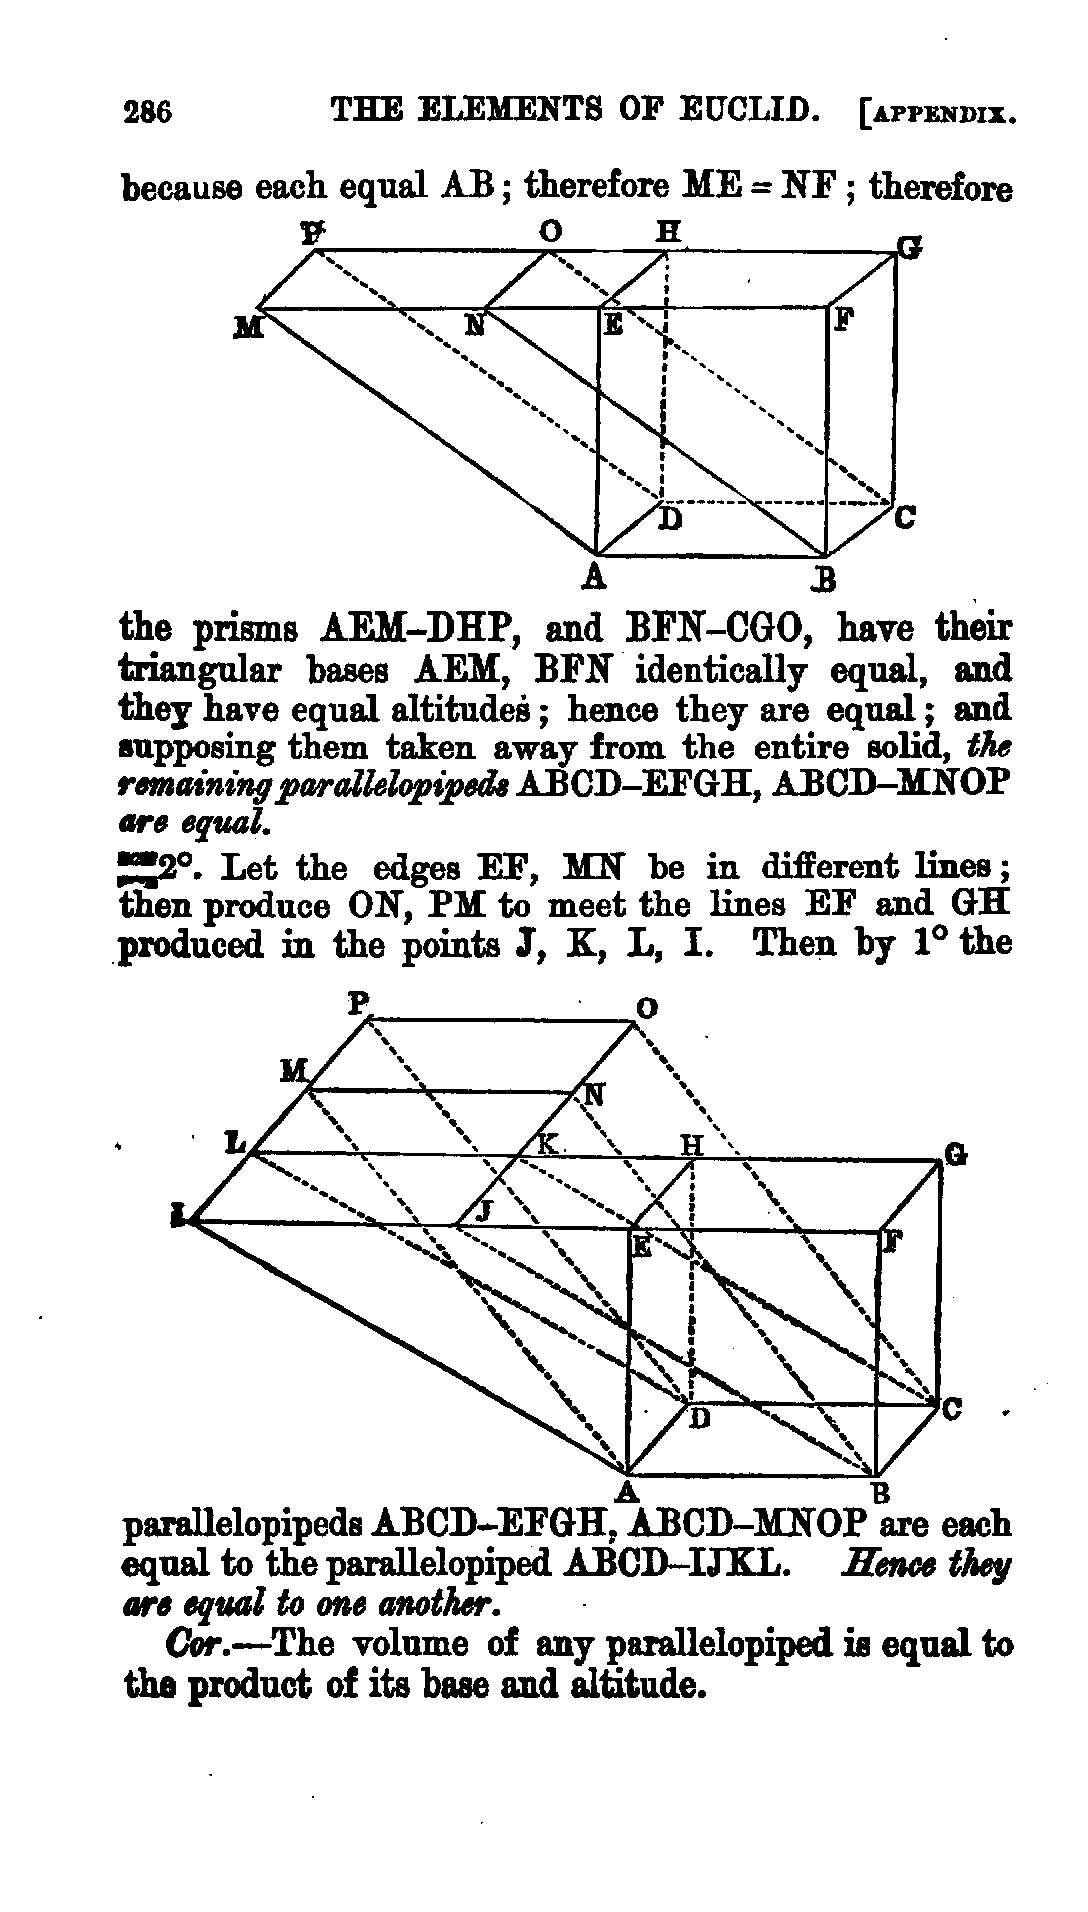 286 THE ELEMENTS OF EUCLID. [APPENDIX.
because each equal AB; therefore ME = NF; therefore
P O H G
M N E F
D C
A B
the prisms AEM–DHP, and BFN–CGO, have their
triangular bases AEM, BFN identically equal, and
they have equal altitudes; hence they are equal; and
supposing them taken away from the entire solid, the
remaining parallelopipeds ABCD–EFGH, ABCD–MNOP
are equal.
2°. Let the edges EF, MN be in different lines;
then produce ON, PM to meet the lines EF and GH
produced in the points J, K, L, I. Then by 1° the
P O
M N
L K H G
I J E F
D C
A B
parallelopipeds ABCD–EFGH, ABCD–MNOP are each
equal to the parallelopiped ABCD–IJKL. Hence they
are equal to one another.
Cor.—The volume of any parallelopiped is equal to
the product of its base and altitude.